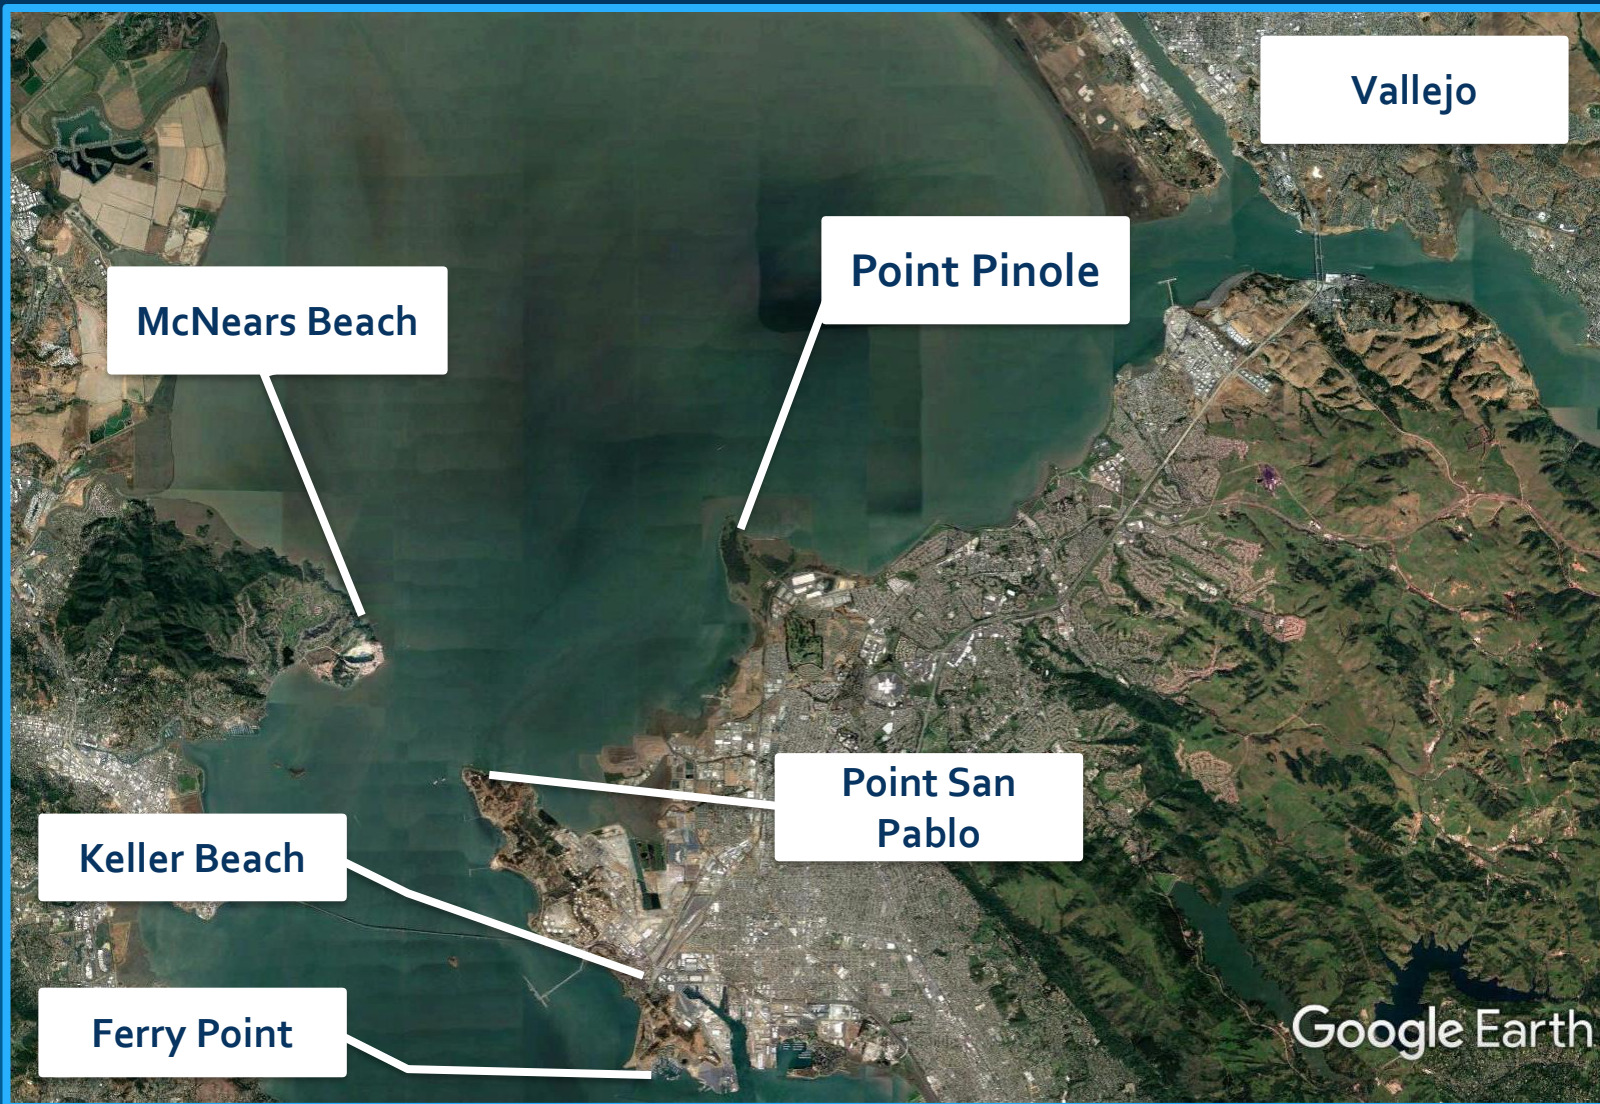 Vallejo
Point Pinole
McNears Beach
Point San
Pablo
Keller Beach
Ferry Point
Google Earth